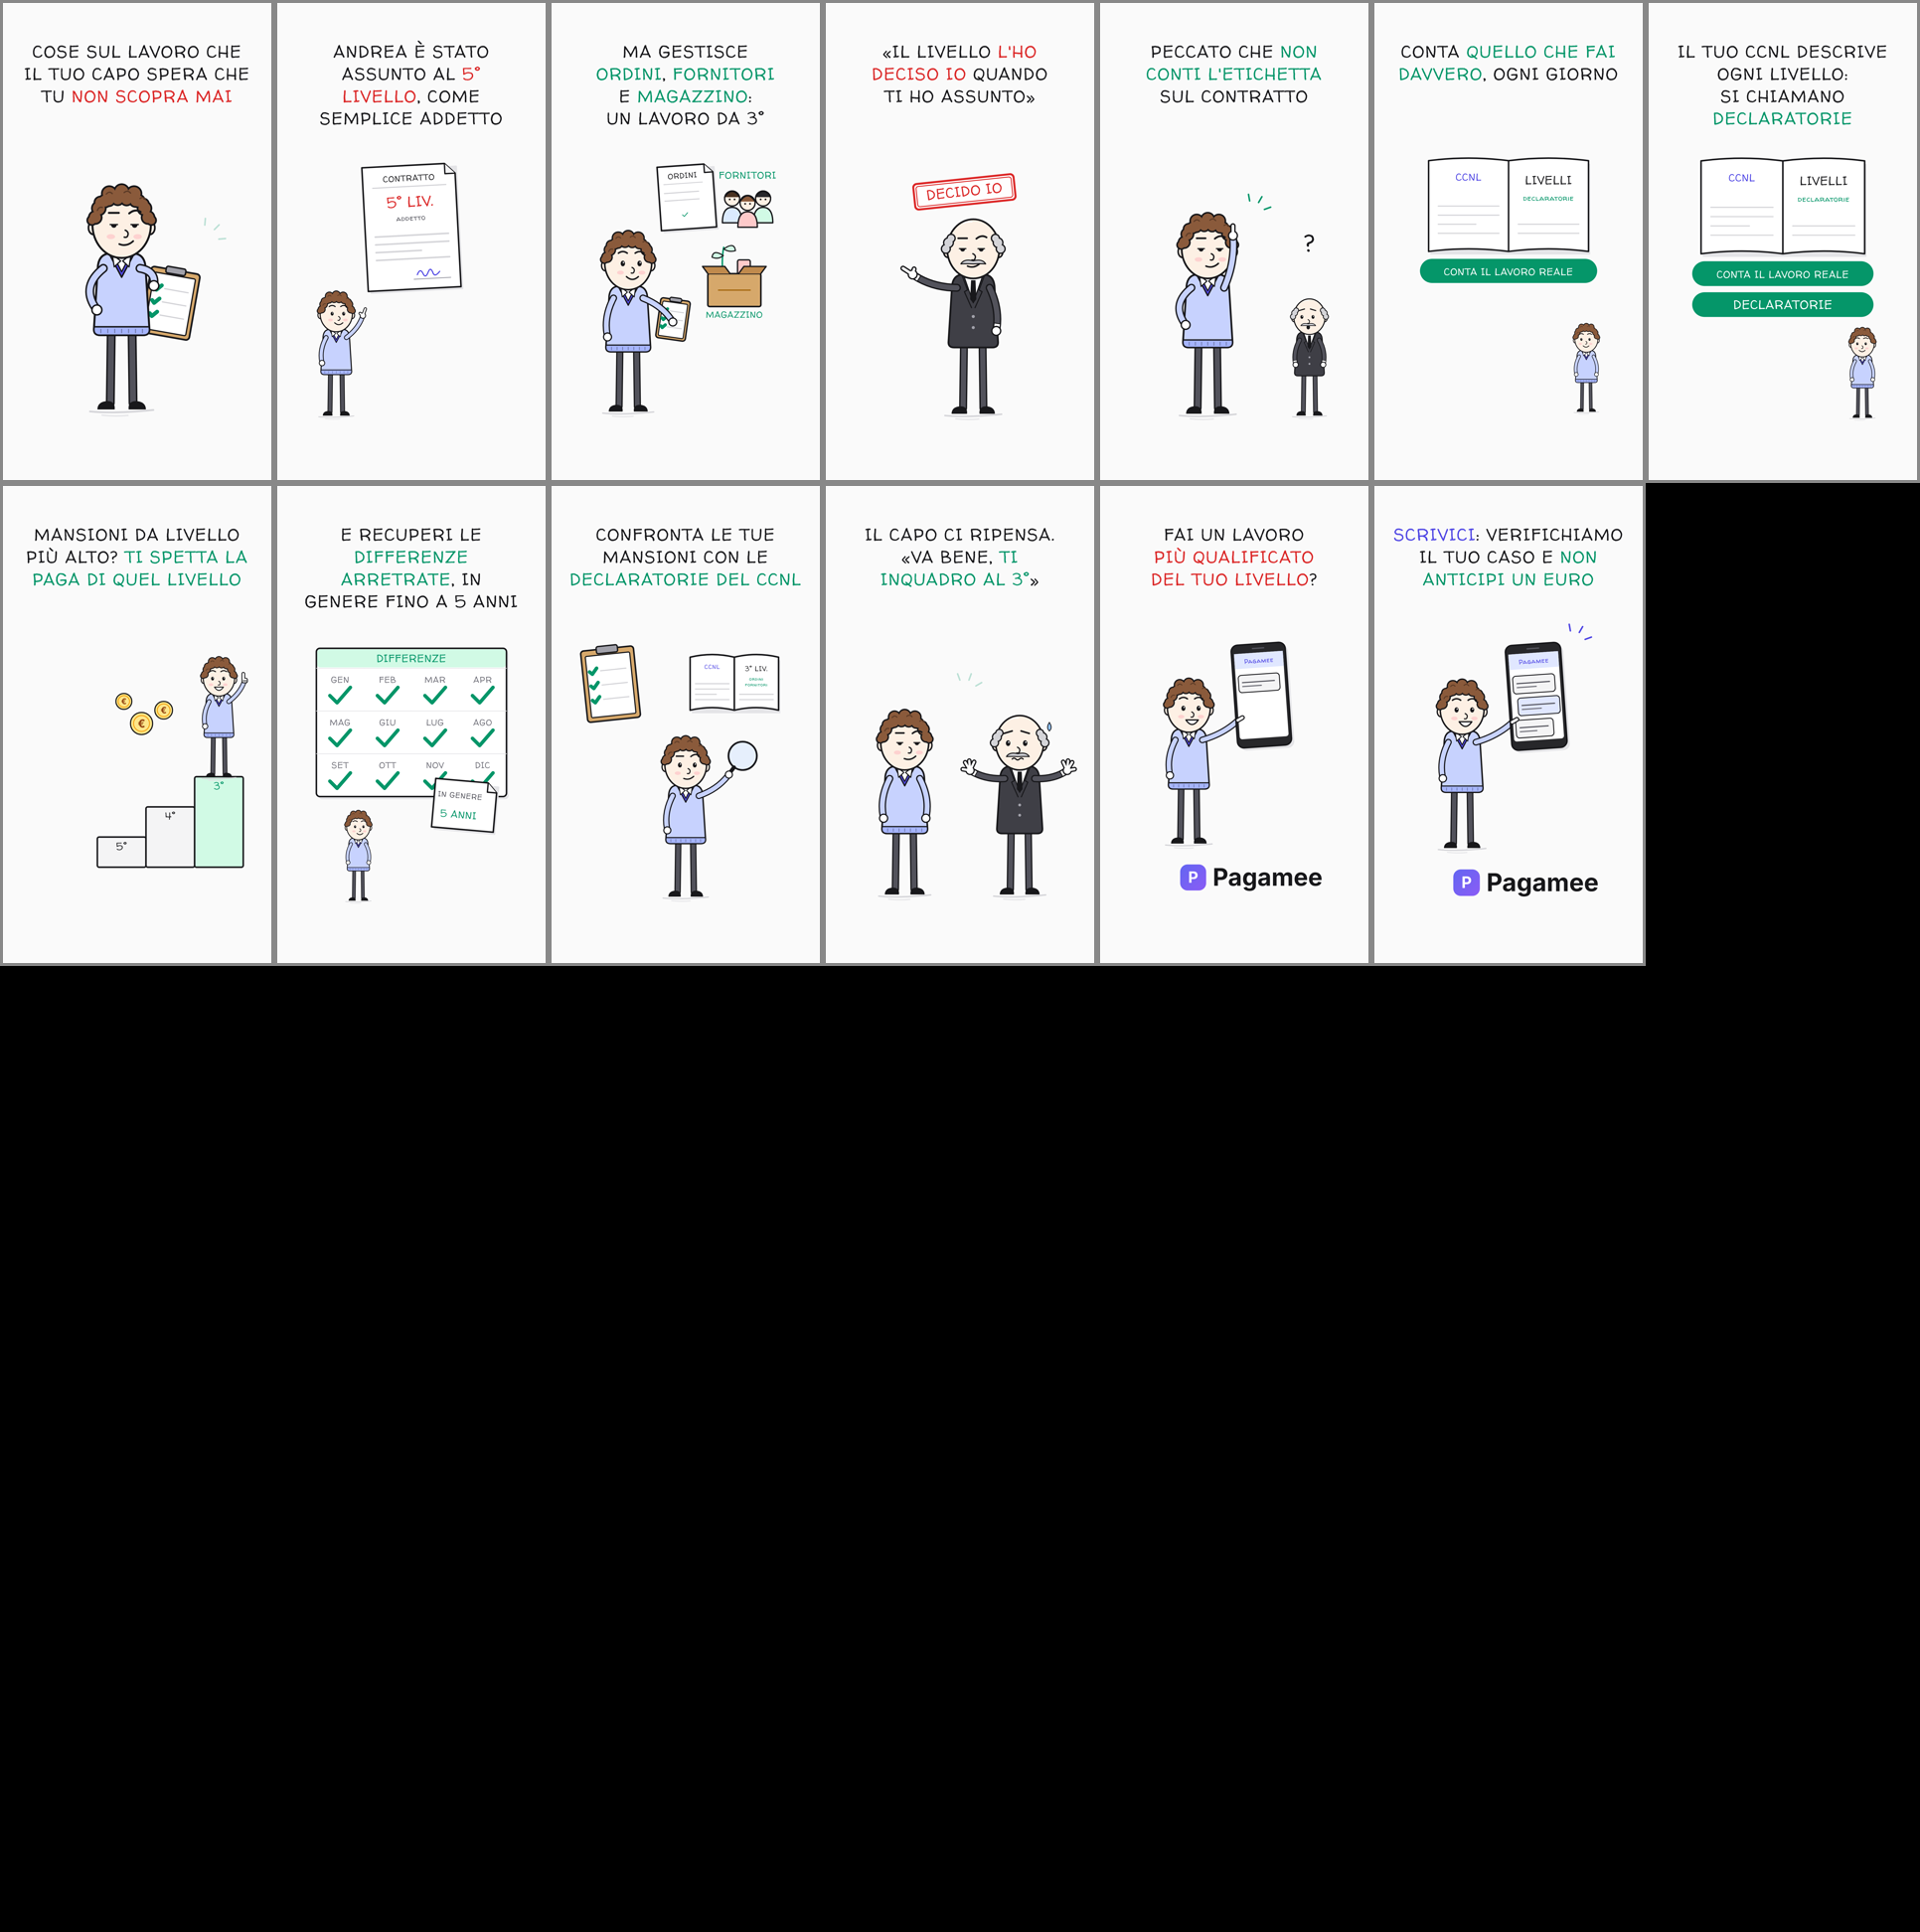 COSE SUL LAVORO CHE
IL TUO CAPO SPERA CHE
TU NON SCOPRA MAI
ANDREA È STATO
ASSUNTO AL 5°
LIVELLO, COME
SEMPLICE ADDETTO
CONTRATTO
5° LIV.
ADDETTO
MA GESTISCE
ORDINI, FORNITORI
E MAGAZZINO:
UN LAVORO DA 3°
ORDINI
FORNITORI
MAGAZZINO
«IL LIVELLO L'HO
DECISO IO QUANDO
TI HO ASSUNTO»
DECIDO IO
PECCATO CHE NON
CONTI L'ETICHETTA
SUL CONTRATTO
?
CONTA QUELLO CHE FAI
DAVVERO, OGNI GIORNO
CCNL
LIVELLI
DECLARATORIE
CONTA IL LAVORO REALE
IL TUO CCNL DESCRIVE
OGNI LIVELLO:
SI CHIAMANO
DECLARATORIE
CCNL
LIVELLI
DECLARATORIE
CONTA IL LAVORO REALE
DECLARATORIE
MANSIONI DA LIVELLO
PIÙ ALTO? TI SPETTA LA
PAGA DI QUEL LIVELLO
€
€
€
3°
4°
5°
E RECUPERI LE
DIFFERENZE
ARRETRATE, IN
GENERE FINO A 5 ANNI
DIFFERENZE
GEN FEB MAR APR
MAG GIU LUG AGO
SET OTT NOV DIC
IN GENERE
5 ANNI
CONFRONTA LE TUE
MANSIONI CON LE
DECLARATORIE DEL CCNL
CCNL
3° LIV.
ORDINI
FORNITORI
IL CAPO CI RIPENSA.
«VA BENE, TI
INQUADRO AL 3°»
FAI UN LAVORO
PIÙ QUALIFICATO
DEL TUO LIVELLO?
PAGAMEE
P Pagamee
SCRIVICI: VERIFICHIAMO
IL TUO CASO E NON
ANTICIPI UN EURO
PAGAMEE
P Pagamee